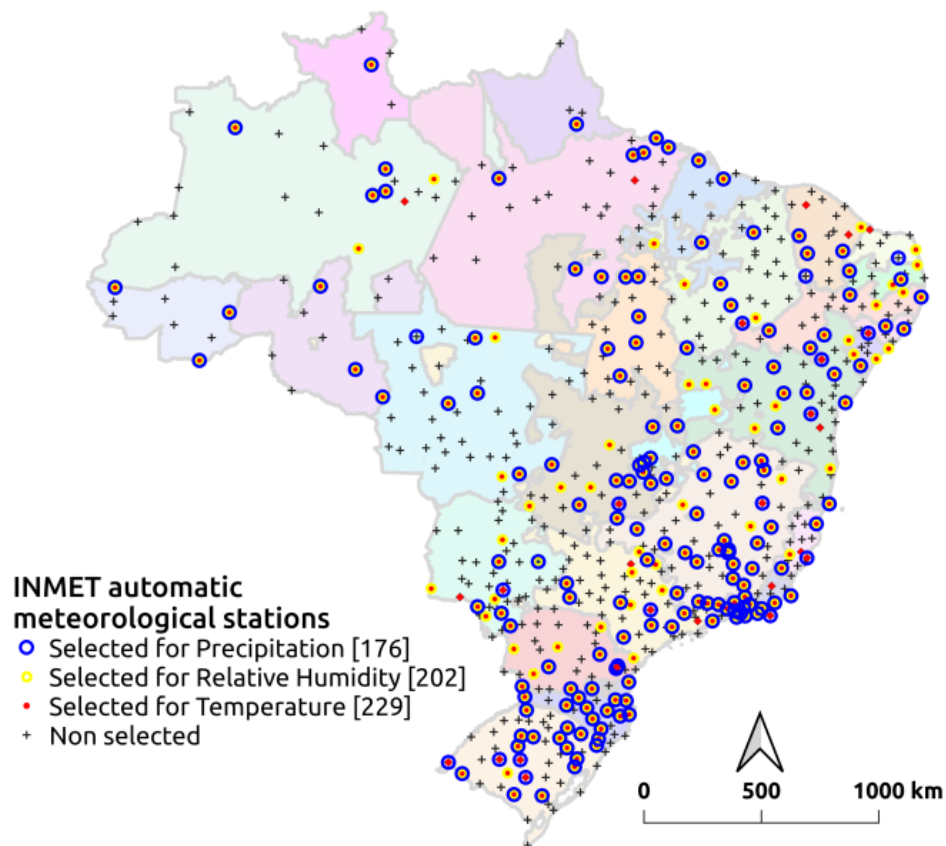 INMET automatic
meteorological stations
Selected for Precipitation [176]
Selected for Relative Humidity [202]
Selected for Temperature [229]
Non selected
0 500 1000 km